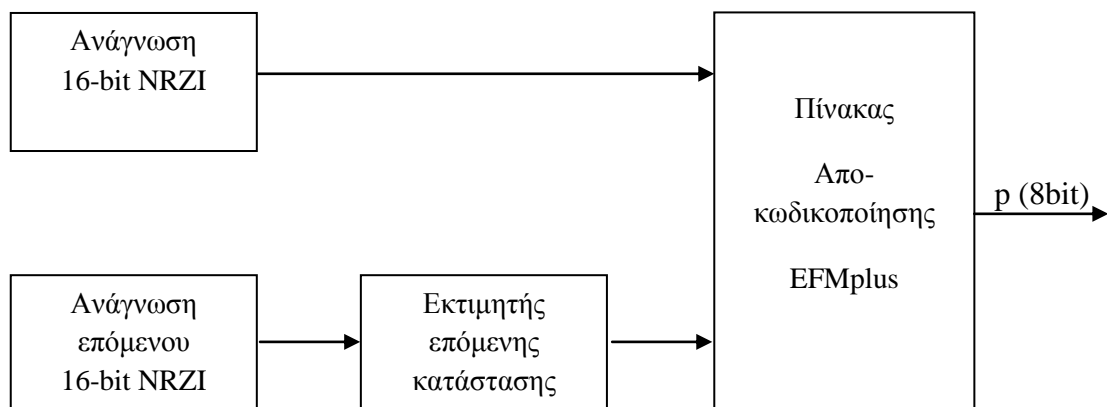 Ανάγνωση
16-bit NRZI
Πίνακας
Απο-
κωδικοποίησης
EFMplus
p (8bit)
Ανάγνωση
επόμενου
16-bit NRZI
Εκτιμητής
επόμενης
κατάστασης